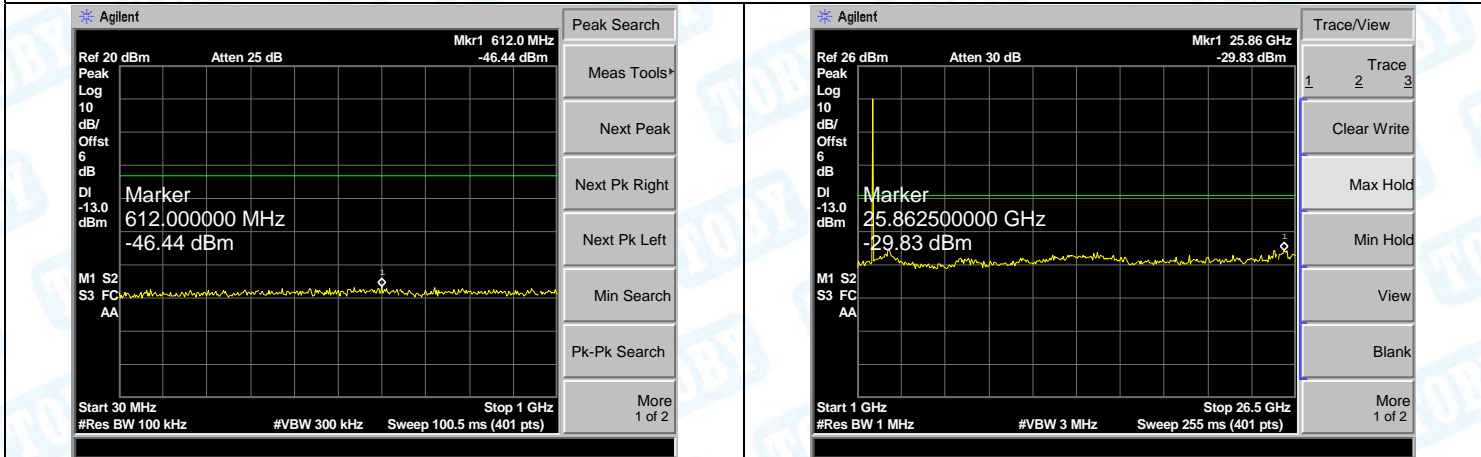 Agilent
Peak Search
Mkr1 612.0 MHz
Ref 20 dBm Atten 25 dB -46.44 dBm
Peak
Log
10
dB/
Offst
6
dB
DI
-13.0
dBm
Marker
612.000000 MHz
-46.44 dBm
1
M1 S2
S3 FC
AA
Start 30 MHz Stop 1 GHz
#Res BW 100 kHz #VBW 300 kHz Sweep 100.5 ms (401 pts)
Meas Tools
Next Peak
Next Pk Right
Next Pk Left
Min Search
Pk-Pk Search
More
1 of 2
Agilent
Trace/View
Mkr1 25.86 GHz
Ref 26 dBm Atten 30 dB -29.83 dBm
Peak
Log
10
dB/
Offst
6
dB
DI
-13.0
dBm
Marker
25.862500000 GHz
-29.83 dBm
1
M1 S2
S3 FC
AA
Start 1 GHz Stop 26.5 GHz
#Res BW 1 MHz #VBW 3 MHz Sweep 255 ms (401 pts)
Trace
1 2 3
Clear Write
Max Hold
Min Hold
View
Blank
More
1 of 2
TOBY